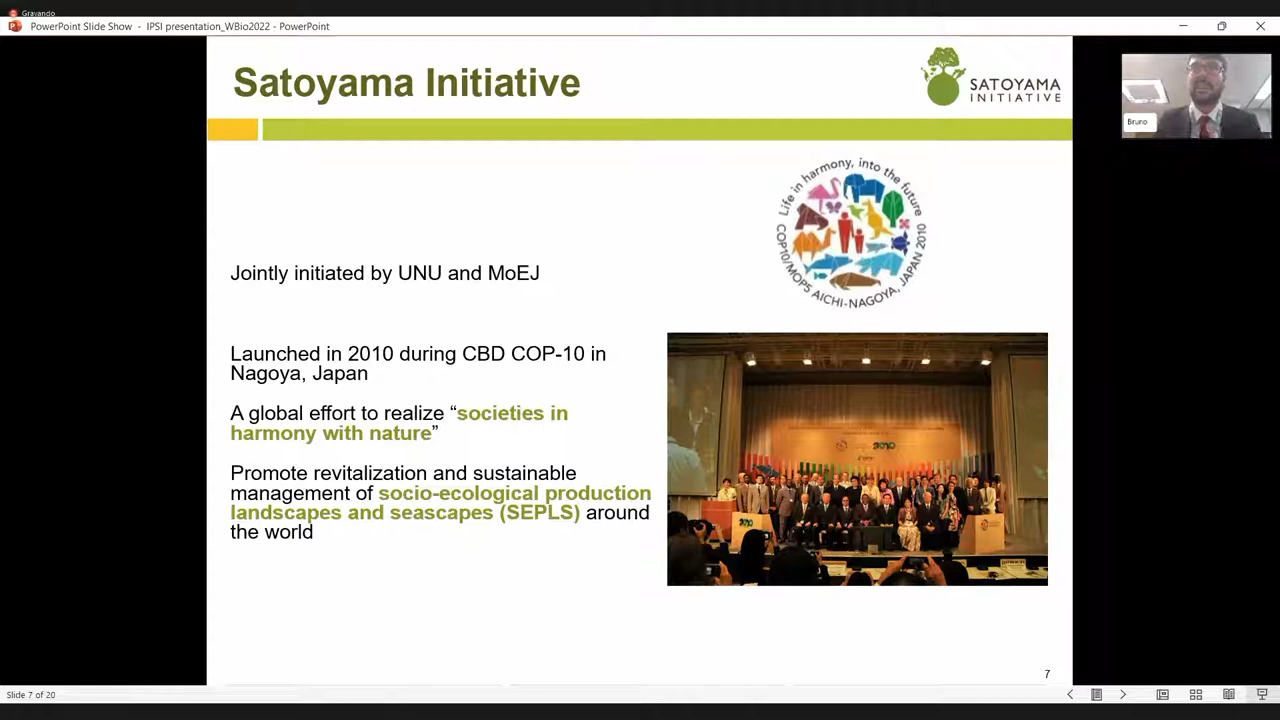 Gravando
PowerPoint Slide Show - IPSI presentation_WBio2022 - PowerPoint
Satoyama Initiative
SATOYAMA
INITIATIVE
Bruno
Life in harmony, into the future
COP10/MOP5 AICHI-NAGOYA, JAPAN 2010
Jointly initiated by UNU and MoEJ
Launched in 2010 during CBD COP-10 in
Nagoya, Japan
A global effort to realize “societies in
harmony with nature”
Promote revitalization and sustainable
management of socio-ecological production
landscapes and seascapes (SEPLS) around
the world
2010
2010
7
Slide 7 of 20